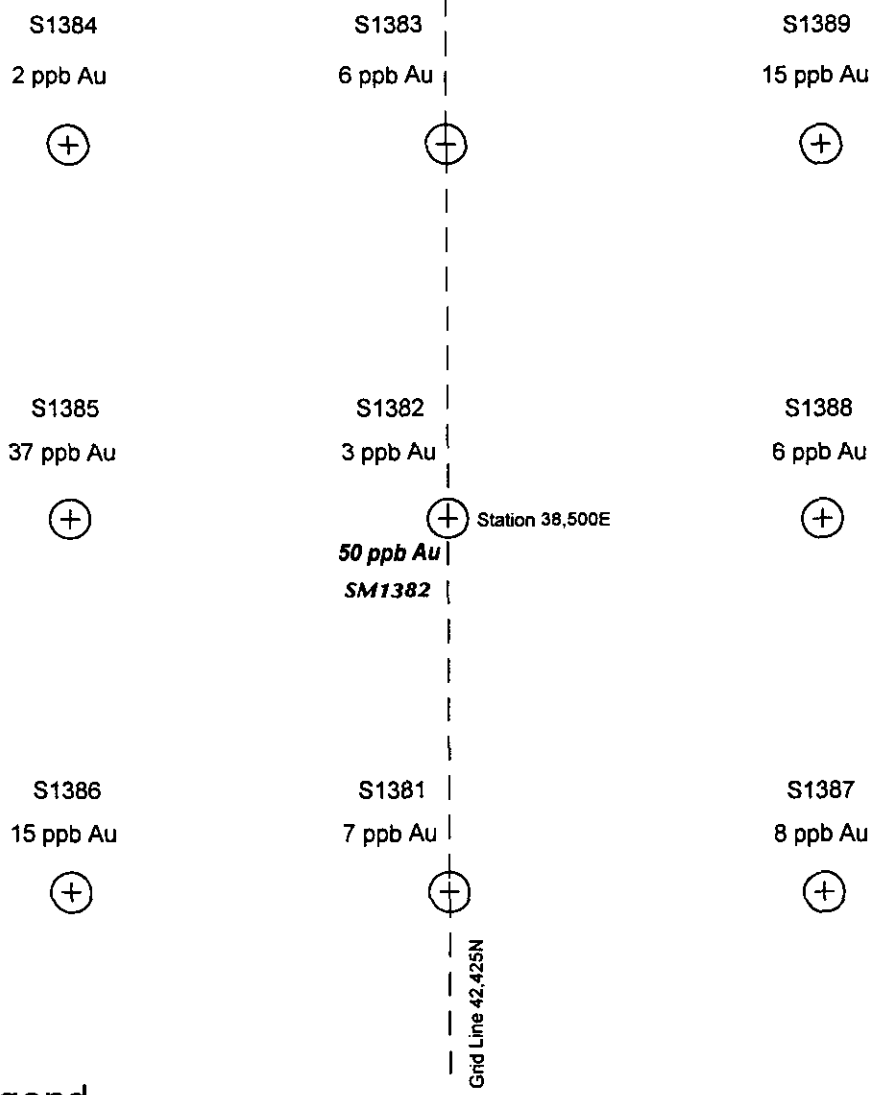 S1384
2 ppb Au
S1383
6 ppb Au
S1389
15 ppb Au
S1385
37 ppb Au
S1382
3 ppb Au
Station 38,500E
50 ppb Au
SM1382
S1388
6 ppb Au
S1386
15 ppb Au
S1381
7 ppb Au
S1387
8 ppb Au
Grid Line 42,425N